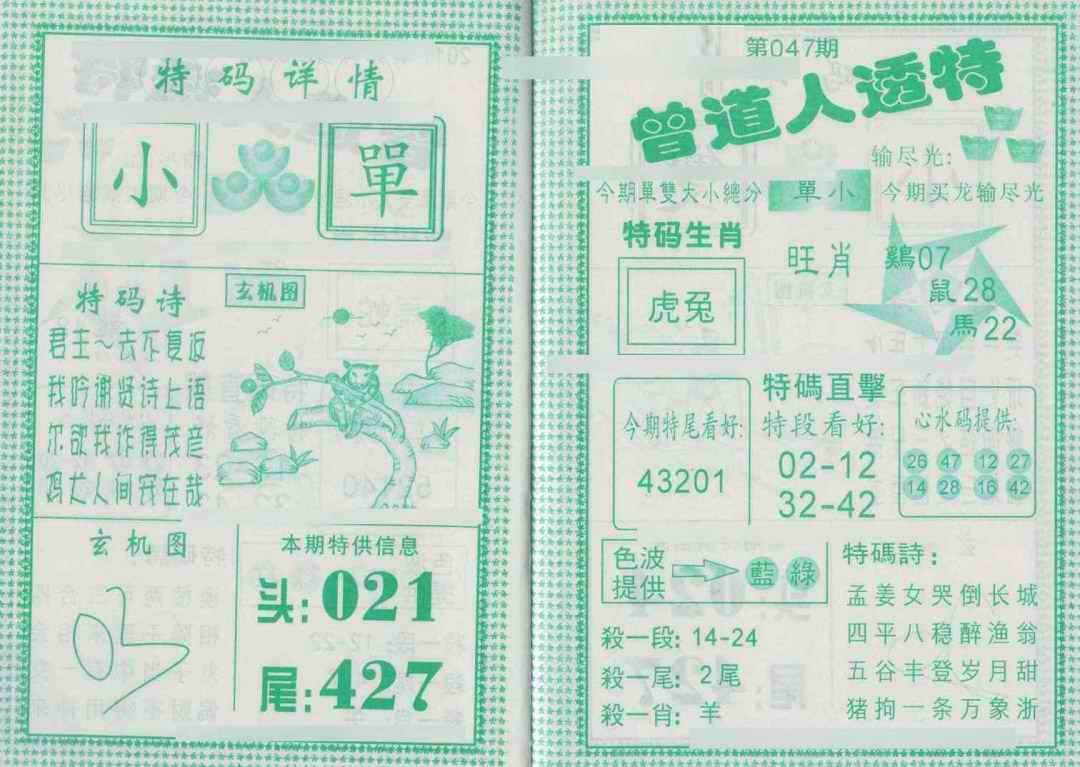 特码详情
小 單
特码诗
玄机图
君王一去不复返
我吟谢贤诗上语
尔欲我诈得茂彦
鸡犬人间究在哉
玄机图
本期特供信息
头:021
尾:427
第047期
曾道人透特
输尽光:
今期單雙大小總分 單小 今期买龙输尽光
特码生肖
虎兔
旺肖 鷄07
鼠28
馬22
今期特尾看好:
43201
特碼直擊
特段看好:
02-12
32-42
心水码提供:
26 47 12 27
14 28 16 42
色波
提供
藍 綠
殺一段: 14-24
殺一尾: 2尾
殺一肖: 羊
特碼詩:
孟姜女哭倒长城
四平八稳醉渔翁
五谷丰登岁月甜
猪拘一条万象浙